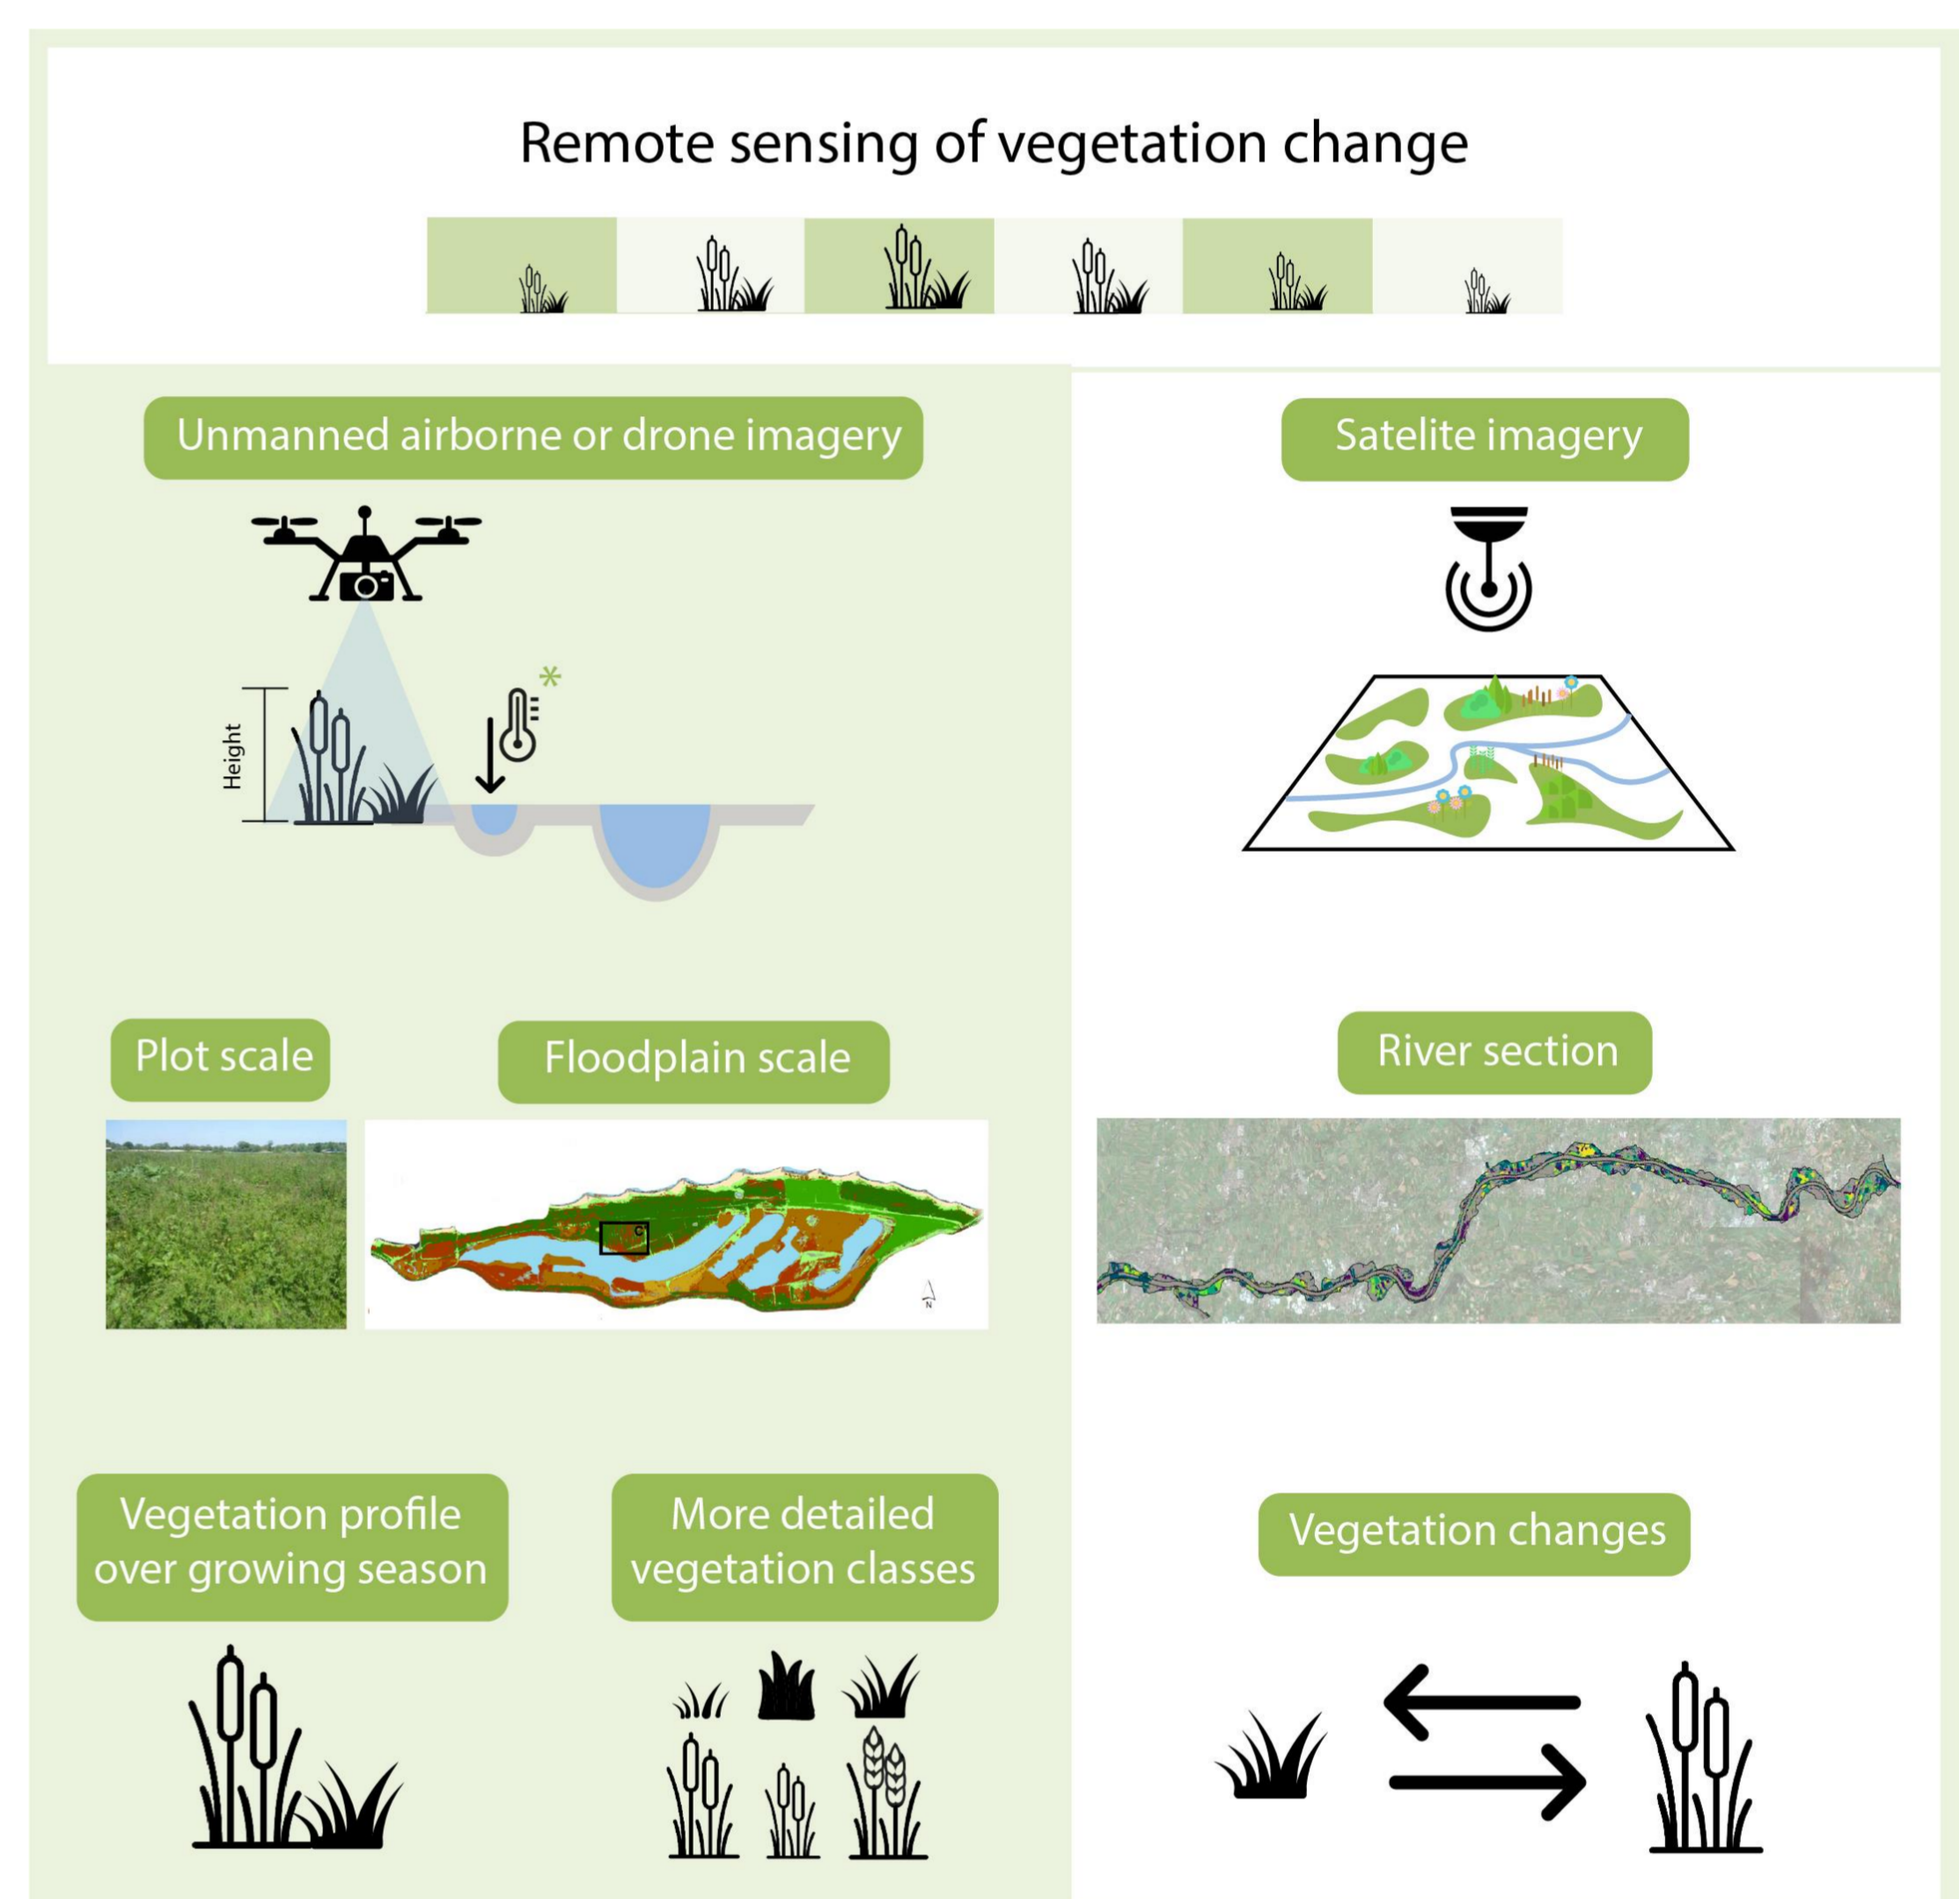 Remote sensing of vegetation change
Unmanned airborne or drone imagery
Satelite imagery
*
Height
Plot scale
Floodplain scale
River section
C
N
Vegetation profile
over growing season
More detailed
vegetation classes
Vegetation changes